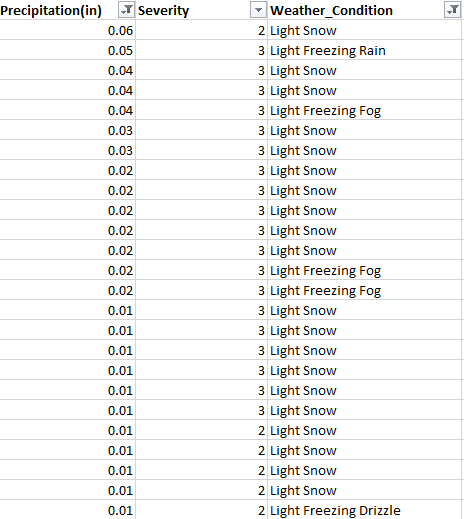 Precipitation(in) Severity Weather_Condition
0.06 2 Light Snow
0.05 3 Light Freezing Rain
0.04 3 Light Snow
0.04 3 Light Snow
0.04 3 Light Freezing Fog
0.03 3 Light Snow
0.03 3 Light Snow
0.02 3 Light Snow
0.02 3 Light Snow
0.02 3 Light Snow
0.02 3 Light Snow
0.02 3 Light Snow
0.02 3 Light Freezing Fog
0.02 3 Light Freezing Fog
0.01 3 Light Snow
0.01 3 Light Snow
0.01 3 Light Snow
0.01 3 Light Snow
0.01 3 Light Snow
0.01 3 Light Snow
0.01 2 Light Snow
0.01 2 Light Snow
0.01 2 Light Snow
0.01 2 Light Snow
0.01 2 Light Freezing Drizzle